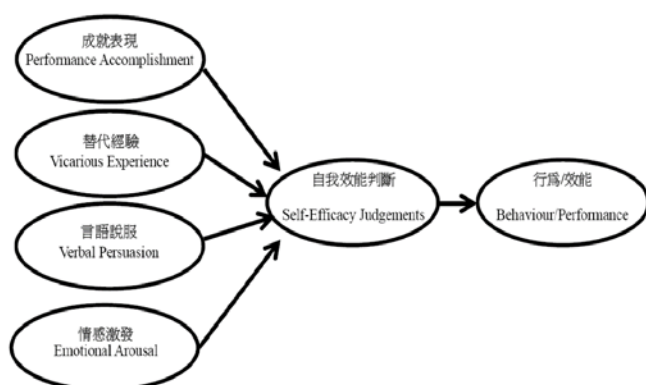 成就表現
Performance Accomplishment
替代經驗
Vicarious Experience
言語說服
Verbal Persuasion
情感激發
Emotional Arousal
自我效能判斷
Self-Efficacy Judgements
行爲/效能
Behaviour/Performance